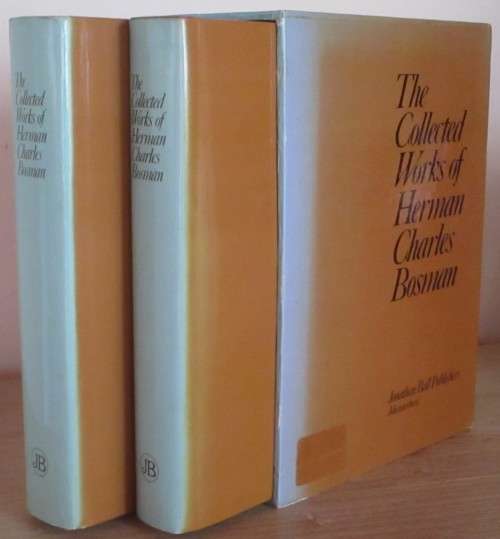 The
Collected
Works of
Herman
Charles
Bosman
JB
The
Collected
Works of
Herman
Charles
Bosman
JB
The
Collected
Works of
Herman
Charles
Bosman
Jonathan Ball Publishers
Johannesburg